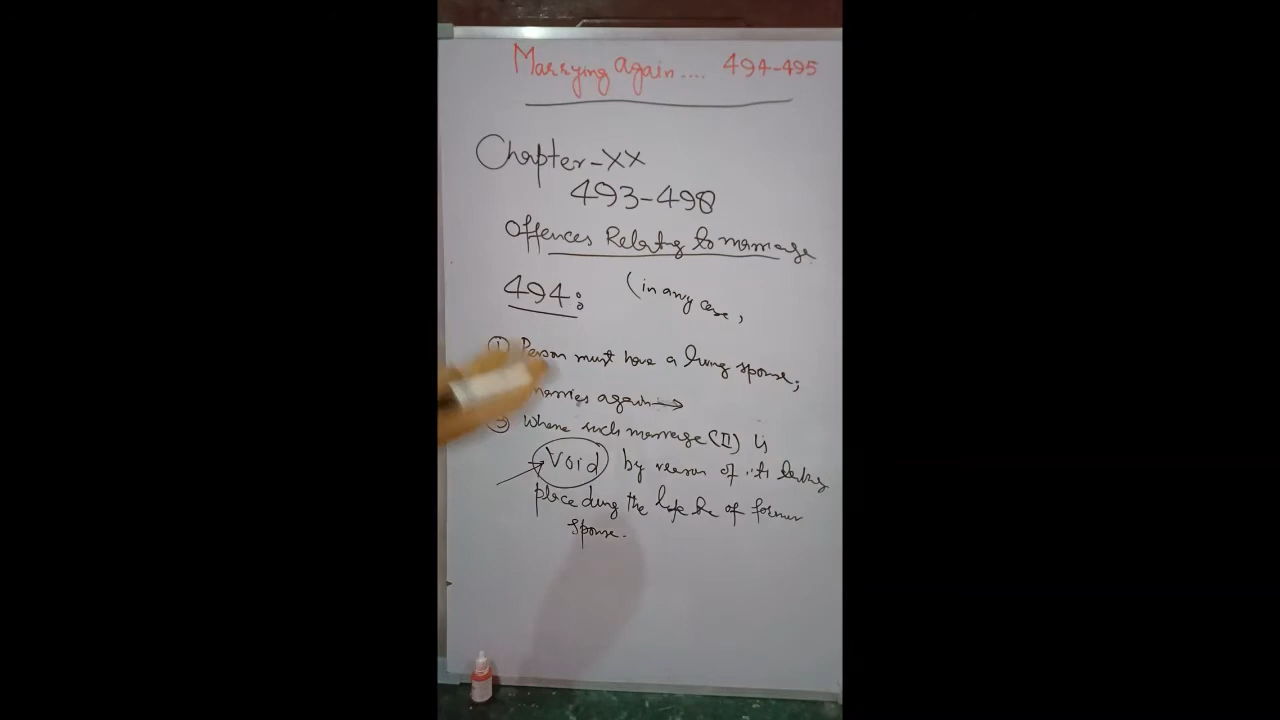 Marrying again.... 494-495
Chapter-XX
493-498
Offences Relating to marriage
494: (in any case,
① Person must have a living spouse;
marries again→
③ Where such marriage (II) is
Void by reason of its taking
place during the life of former
spouse.